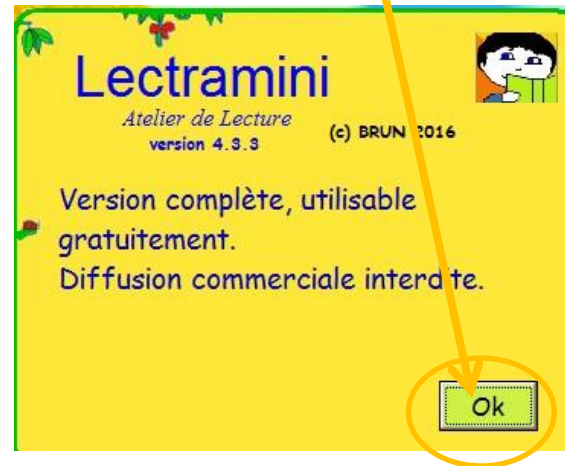 Lectramini
Atelier de Lecture
version 4.3.3
(c) BRUN 2016
Version complète, utilisable
gratuitement.
Diffusion commerciale interdite.
Ok